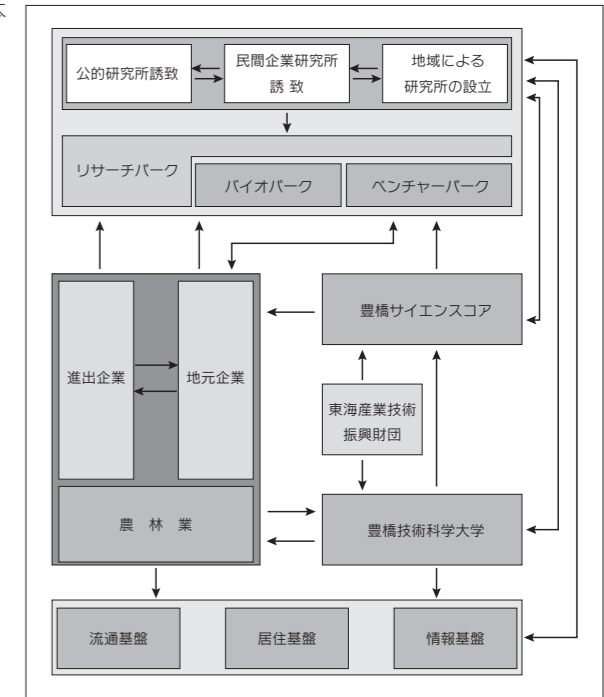 公的研究所誘致
民間企業研究所
誘 致
地域による
研究所の設立
リサーチパーク
バイオパーク
ベンチャーパーク
進出企業
地元企業
農 林 業
豊橋サイエンスコア
東海産業技術
振興財団
豊橋技術科学大学
流通基盤
居住基盤
情報基盤